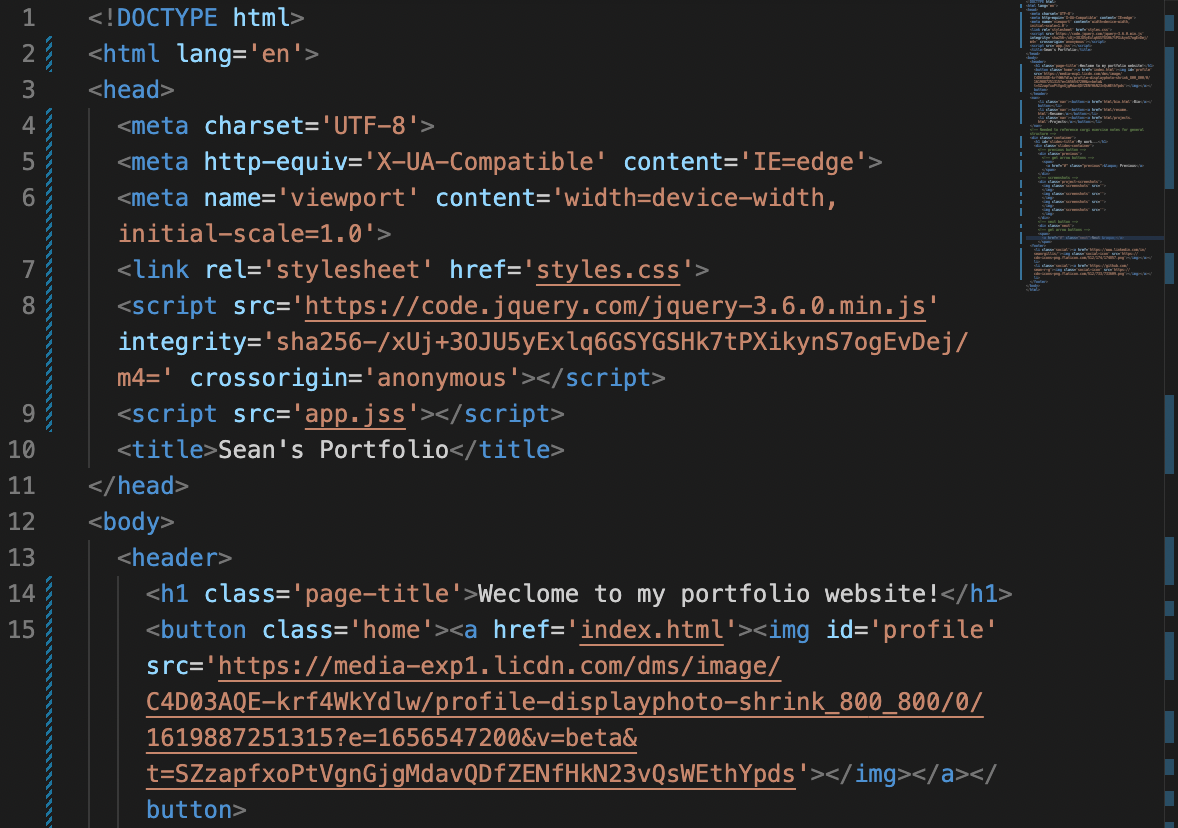 1 <!DOCTYPE html>
2 <html lang='en'>
3 <head>
4 <meta charset='UTF-8'>
5 <meta http-equiv='X-UA-Compatible' content='IE=edge'>
6 <meta name='viewport' content='width=device-width,
initial-scale=1.0'>
7 <link rel='stylesheet' href='styles.css'>
8 <script src='https://code.jquery.com/jquery-3.6.0.min.js'
integrity='sha256-/xUj+3OJU5yExlq6GSYGSHk7tPXikynS7ogEvDej/
m4=' crossorigin='anonymous'></script>
9 <script src='app.jss'></script>
10 <title>Sean's Portfolio</title>
11 </head>
12 <body>
13 <header>
14 <h1 class='page-title'>Weclome to my portfolio website!</h1>
15 <button class='home'><a href='index.html'><img id='profile'
src='https://media-exp1.licdn.com/dms/image/
C4D03AQE-krf4WkYdlw/profile-displayphoto-shrink_800_800/0/
1619887251315?e=1656547200&v=beta&
t=SZzapfxoPtVgnGjgMdavQDfZENfHkN23vQsWEthYpds'></img></a></
button>